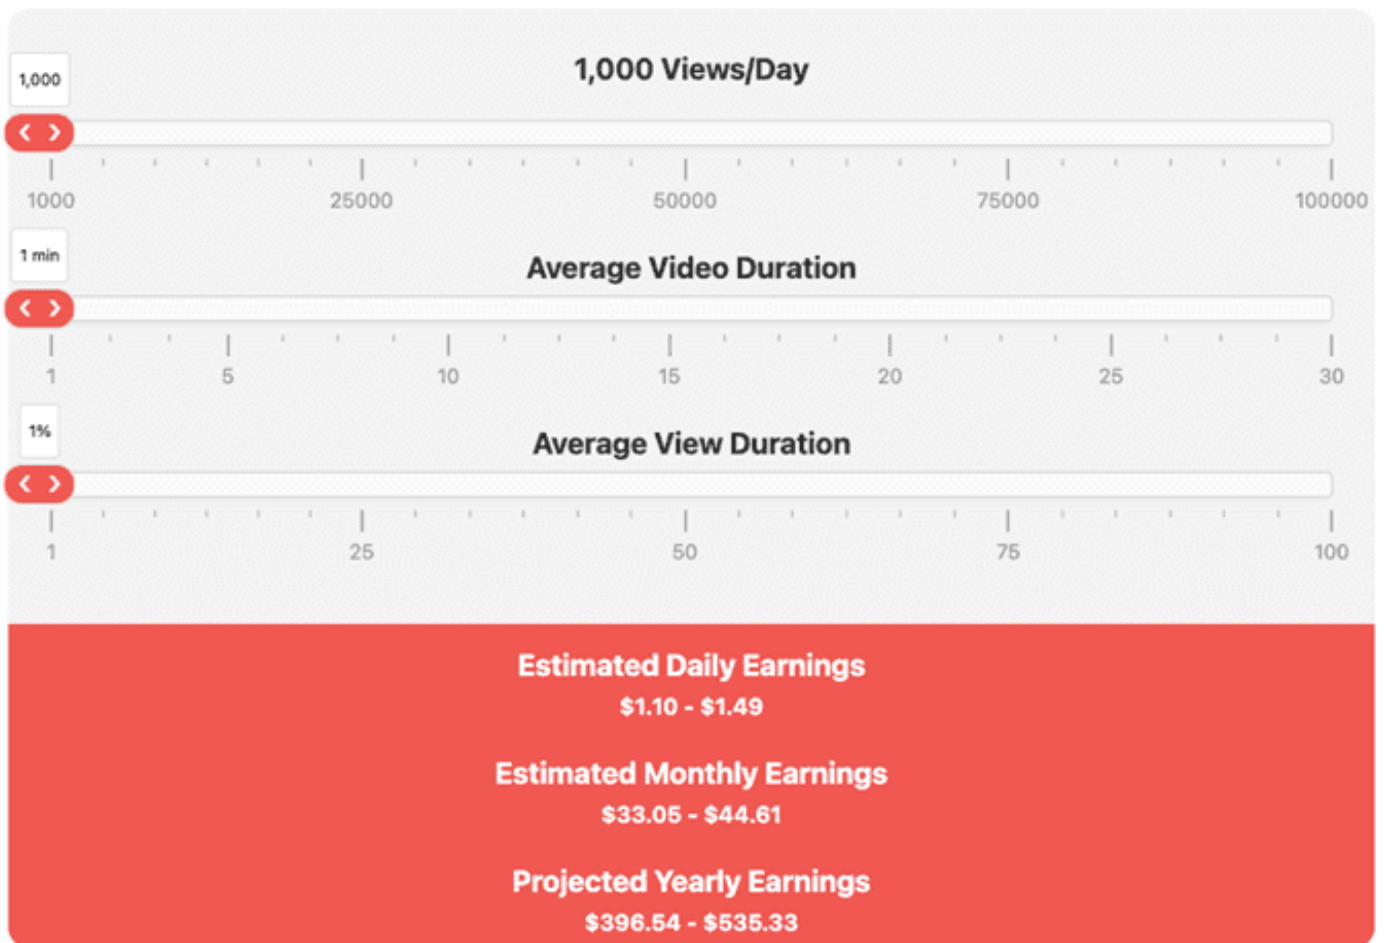 1,000 Views/Day
1,000
1000 25000 50000 75000 100000
1 min
Average Video Duration
1 5 10 15 20 25 30
1%
Average View Duration
1 25 50 75 100
Estimated Daily Earnings
$1.10 - $1.49
Estimated Monthly Earnings
$33.05 - $44.61
Projected Yearly Earnings
$396.54 - $535.33